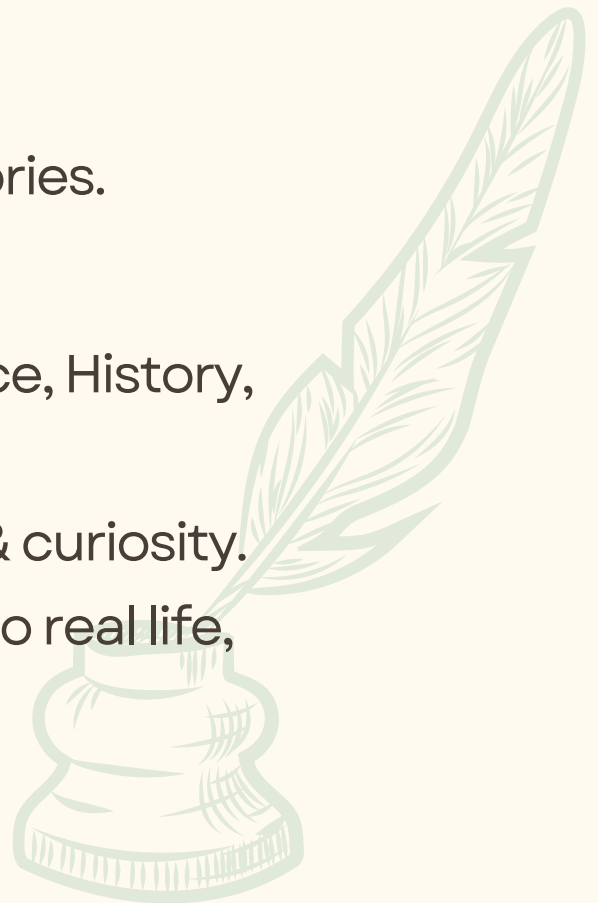 ories.
ce, History,
& curiosity.
o real life,